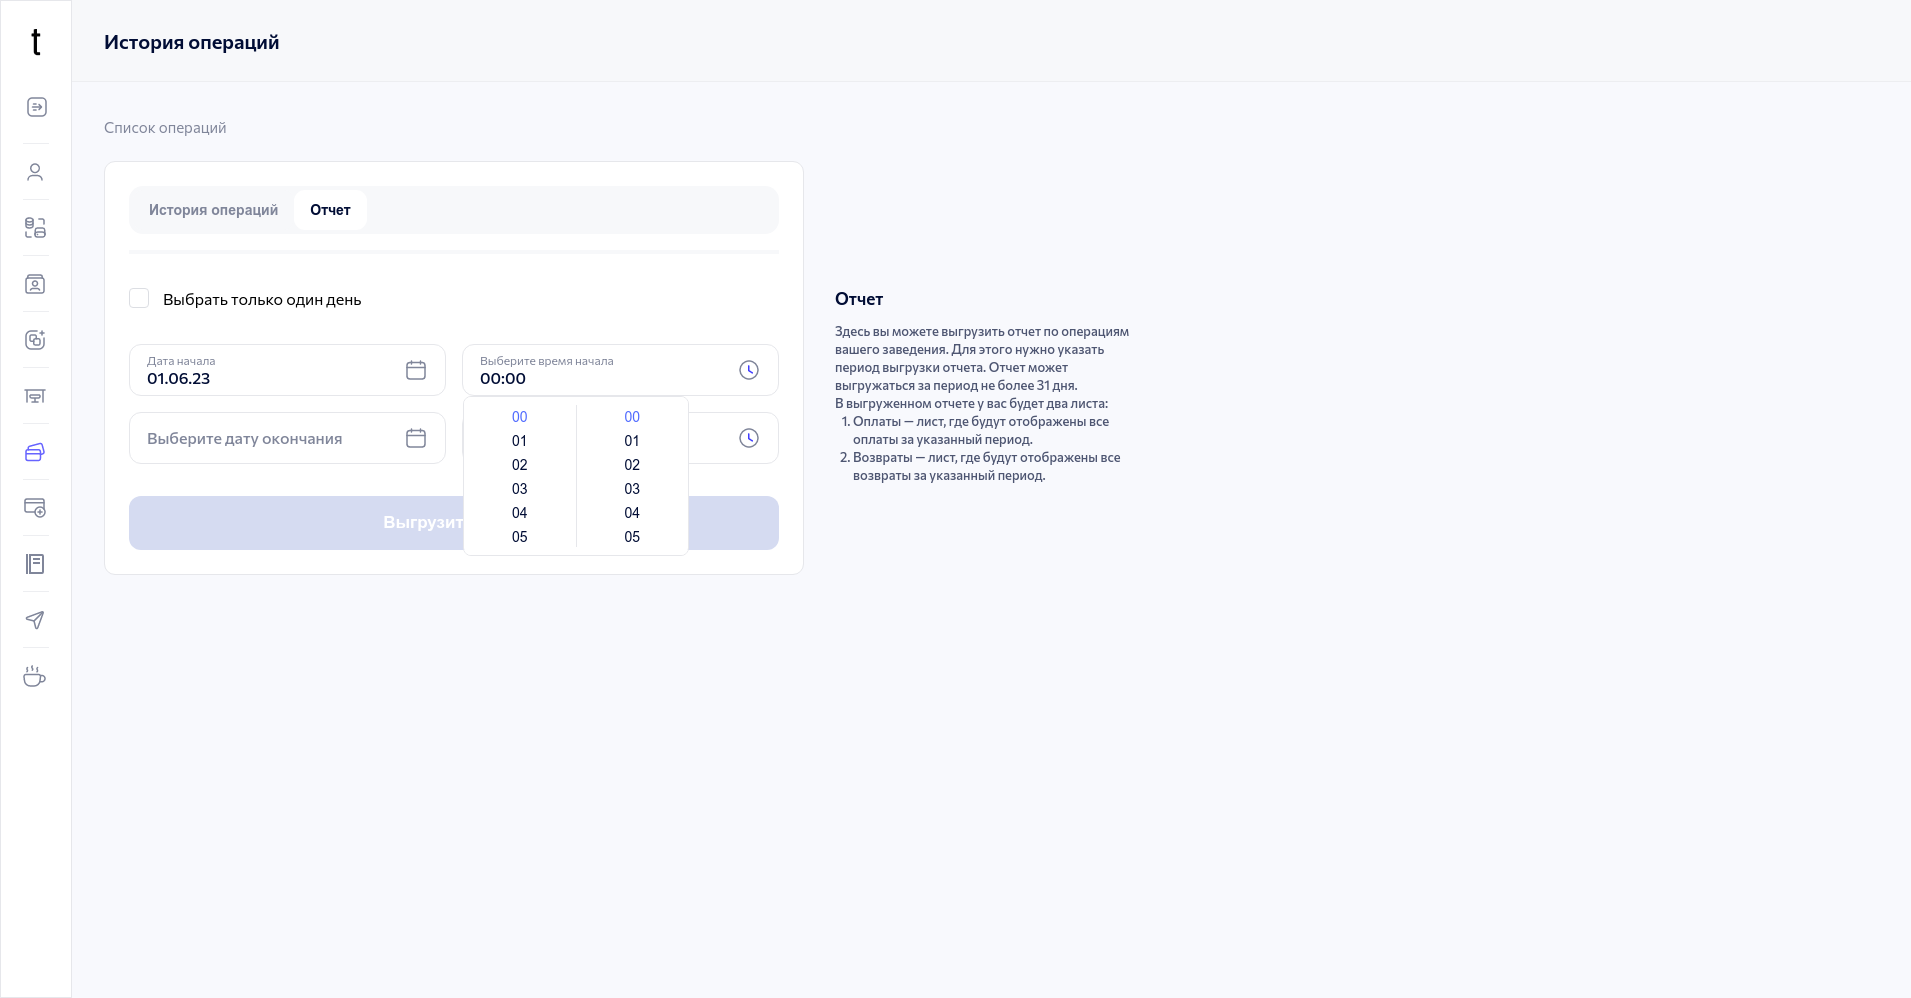 t
История операций
Список операций
История операций
Отчет
Выбрать только один день
Дата начала
01.06.23
Выберите время начала
00:00
Выберите дату окончания
00 00
01 01
02 02
03 03
04 04
05 05
Отчет
Здесь вы можете выгрузить отчет по операциям
вашего заведения. Для этого нужно указать
период выгрузки отчета. Отчет может
выгружаться за период не более 31 дня.
В выгруженном отчете у вас будет два листа:
1. Оплаты — лист, где будут отображены все
оплаты за указанный период.
2. Возвраты — лист, где будут отображены все
возвраты за указанный период.